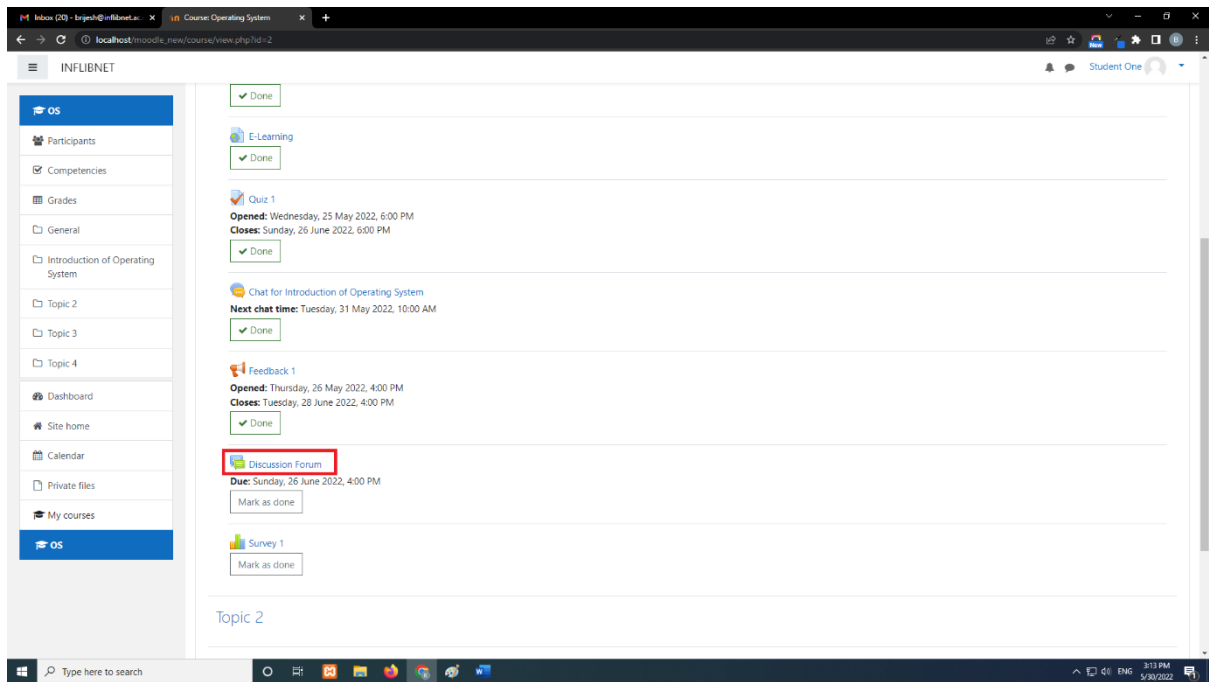 Inbox (20) - brijesh@inflibnet.ac.
Course: Operating System
localhost/moodle_new/course/view.php?id=2
New
B
INFLIBNET
Student One
OS
Participants
Competencies
Grades
General
Introduction of Operating
System
Topic 2
Topic 3
Topic 4
Dashboard
Site home
Calendar
Private files
My courses
OS
Done
E-Learning
Done
Quiz 1
Opened: Wednesday, 25 May 2022, 6:00 PM
Closes: Sunday, 26 June 2022, 6:00 PM
Done
Chat for Introduction of Operating System
Next chat time: Tuesday, 31 May 2022, 10:00 AM
Done
Feedback 1
Opened: Thursday, 26 May 2022, 4:00 PM
Closes: Tuesday, 28 June 2022, 4:00 PM
Done
Discussion Forum
Due: Sunday, 26 June 2022, 4:00 PM
Mark as done
Survey 1
Mark as done
Topic 2
Type here to search
ENG
3:13 PM
5/30/2022